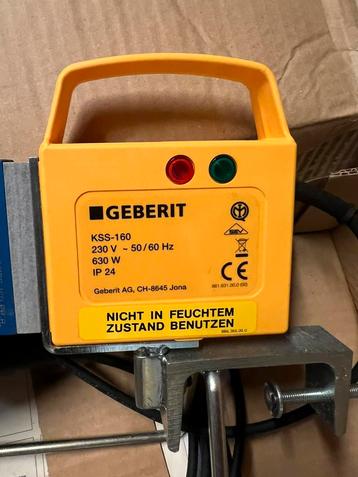 GEBERIT
KSS-160
230 V ~ 50/60 Hz
630 W
IP 24
Geberit AG, CH-8645 Jona
CE
NICHT IN FEUCHTEM
ZUSTAND BENUTZEN